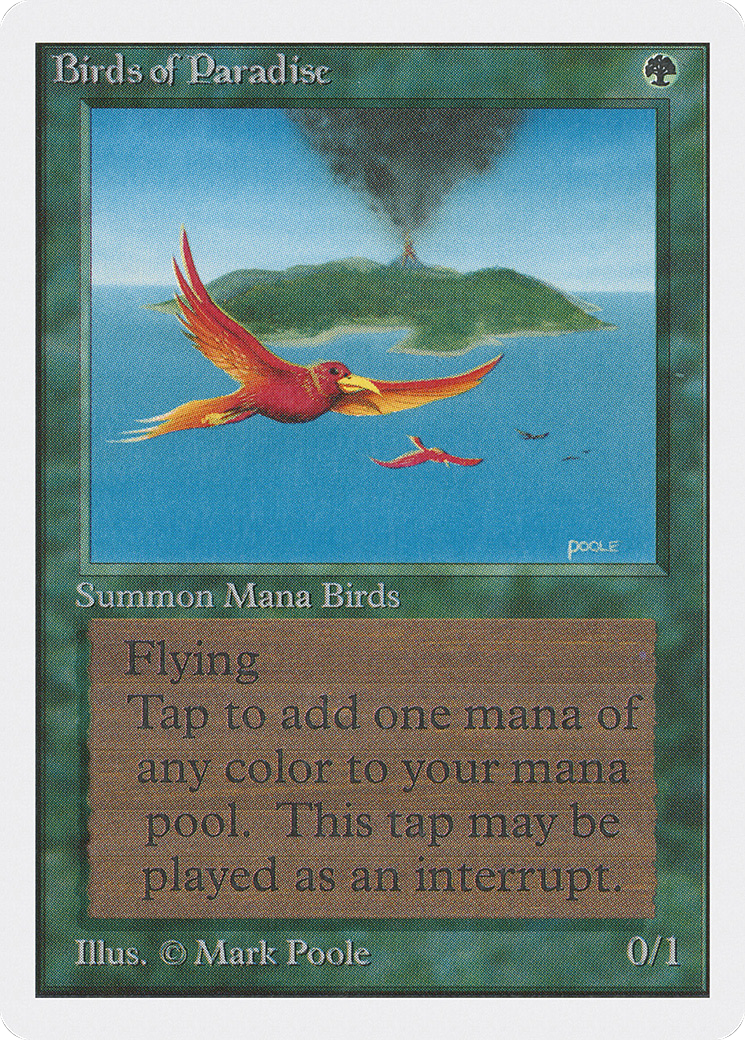 Birds of Paradise
POOLE
Summon Mana Birds
Flying
Tap to add one mana of
any color to your mana
pool. This tap may be
played as an interrupt.
Illus. © Mark Poole
0/1